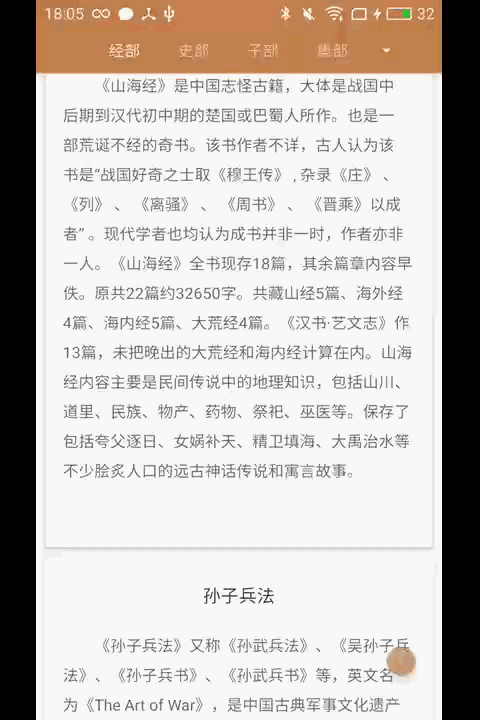 18:05
32
经部 史部 子部 集部
《山海经》是中国志怪古籍，大体是战国中
后期到汉代初中期的楚国或巴蜀人所作。也是一
部荒诞不经的奇书。该书作者不详，古人认为该
书是“战国好奇之士取《穆王传》, 杂录《庄》 、
《列》 、 《离骚》 、 《周书》 、 《晋乘》以成
者” 。现代学者也均认为成书并非一时，作者亦非
一人。《山海经》全书现存18篇，其余篇章内容早
佚。原共22篇约32650字。共藏山经5篇、海外经
4篇、海内经5篇、大荒经4篇。《汉书·艺文志》作
13篇，未把晚出的大荒经和海内经计算在内。山海
经内容主要是民间传说中的地理知识，包括山川、
道里、民族、物产、药物、祭祀、巫医等。保存了
包括夸父逐日、女娲补天、精卫填海、大禹治水等
不少脍炙人口的远古神话传说和寓言故事。
孙子兵法
《孙子兵法》又称《孙武兵法》、《吴孙子兵
法》、《孙子兵书》、《孙武兵书》等，英文名
为《The Art of War》，是中国古典军事文化遗产